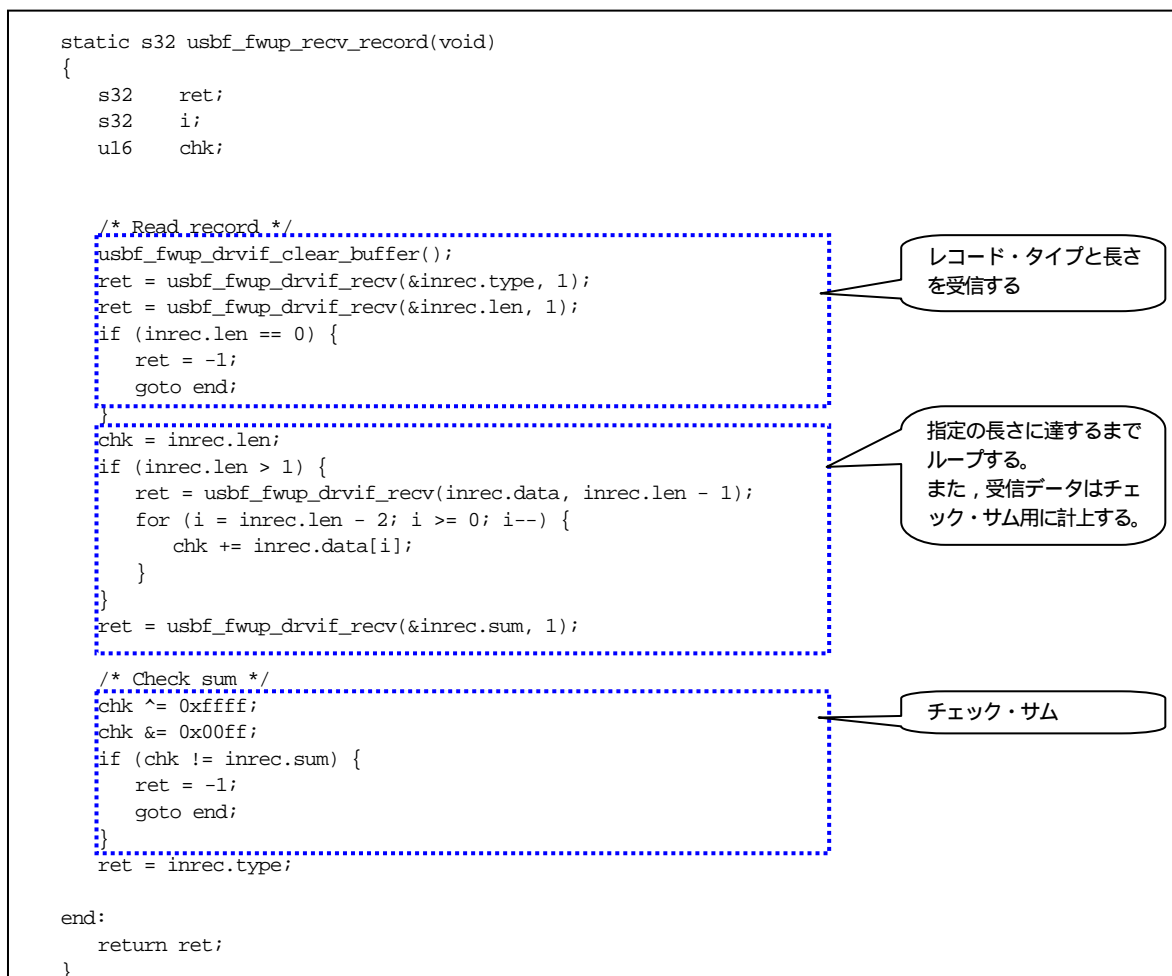 static s32 usbf_fwup_recv_record(void)
{
   s32     ret;
   s32     i;
   u16     chk;
   /* Read record */
   usbf_fwup_drvif_clear_buffer();
   ret = usbf_fwup_drvif_recv(&inrec.type, 1);
   ret = usbf_fwup_drvif_recv(&inrec.len, 1);
   if (inrec.len == 0) {
      ret = -1;
      goto end;
   }
レコード・タイプと長さ
を受信する
   chk = inrec.len;
   if (inrec.len > 1) {
      ret = usbf_fwup_drvif_recv(inrec.data, inrec.len - 1);
      for (i = inrec.len - 2; i >= 0; i--) {
         chk += inrec.data[i];
      }
   }
   ret = usbf_fwup_drvif_recv(&inrec.sum, 1);
指定の長さに達するまで
ループする。
また，受信データはチェ
ック・サム用に計上する。
   /* Check sum */
   chk ^= 0xffff;
   chk &= 0x00ff;
   if (chk != inrec.sum) {
      ret = -1;
      goto end;
   }
チェック・サム
   ret = inrec.type;
end:
   return ret;
}